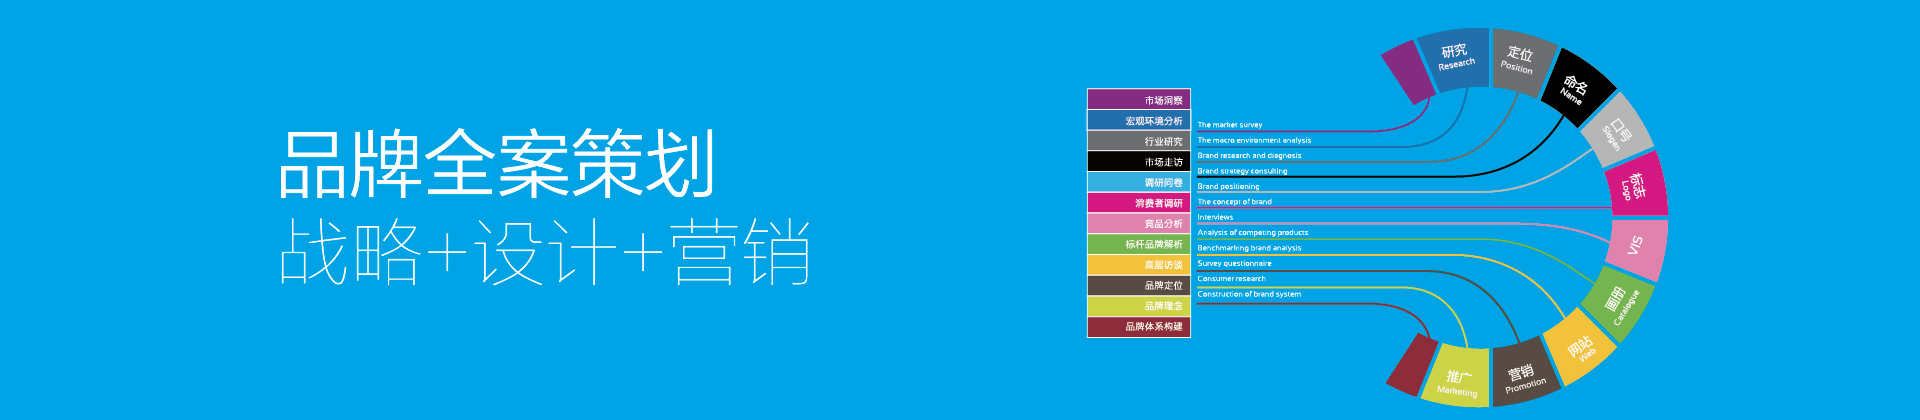 品牌全案策划
战略+设计+营销
市场洞察
宏观环境分析
行业研究
市场走访
调研问卷
消费者调研
竞品分析
标杆品牌解析
高层访谈
品牌定位
品牌理念
品牌体系构建
The market survey
The macro environment analysis
Brand research and diagnosis
Brand strategy consulting
Brand positioning
The concept of brand
Interviews
Analysis of competing products
Benchmarking brand analysis
Survey questionnaire
Consumer research
Construction of brand system
研究
Research
定位
Position
命名
Name
口号
Slogan
标志
Logo
VIS
画册
Catalogue
网站
Web
营销
Promotion
推广
Marketing